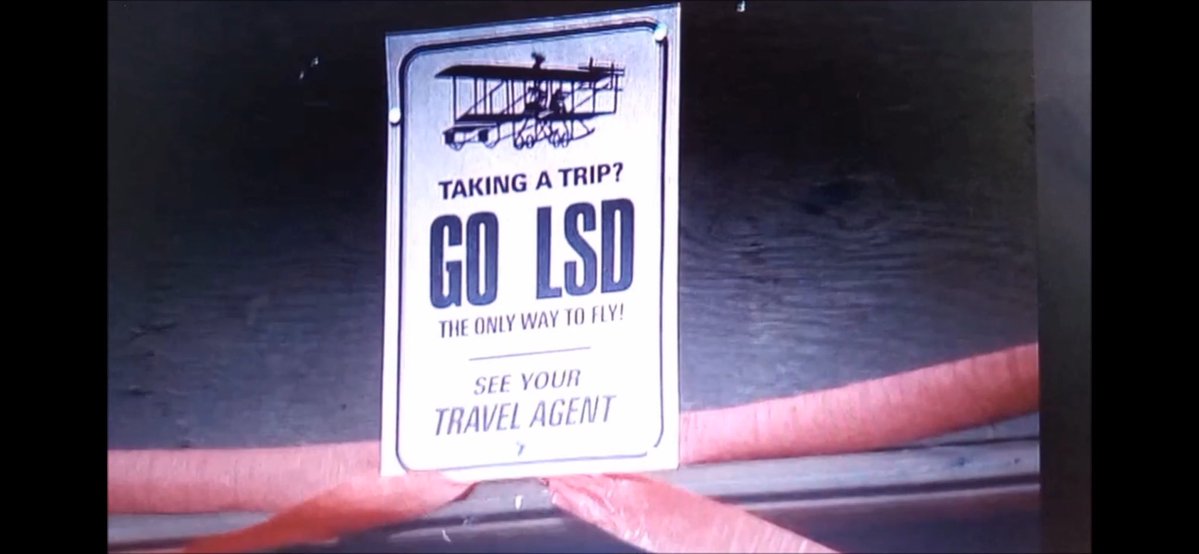 TAKING A TRIP?
GO LSD
THE ONLY WAY TO FLY!
SEE YOUR
TRAVEL AGENT